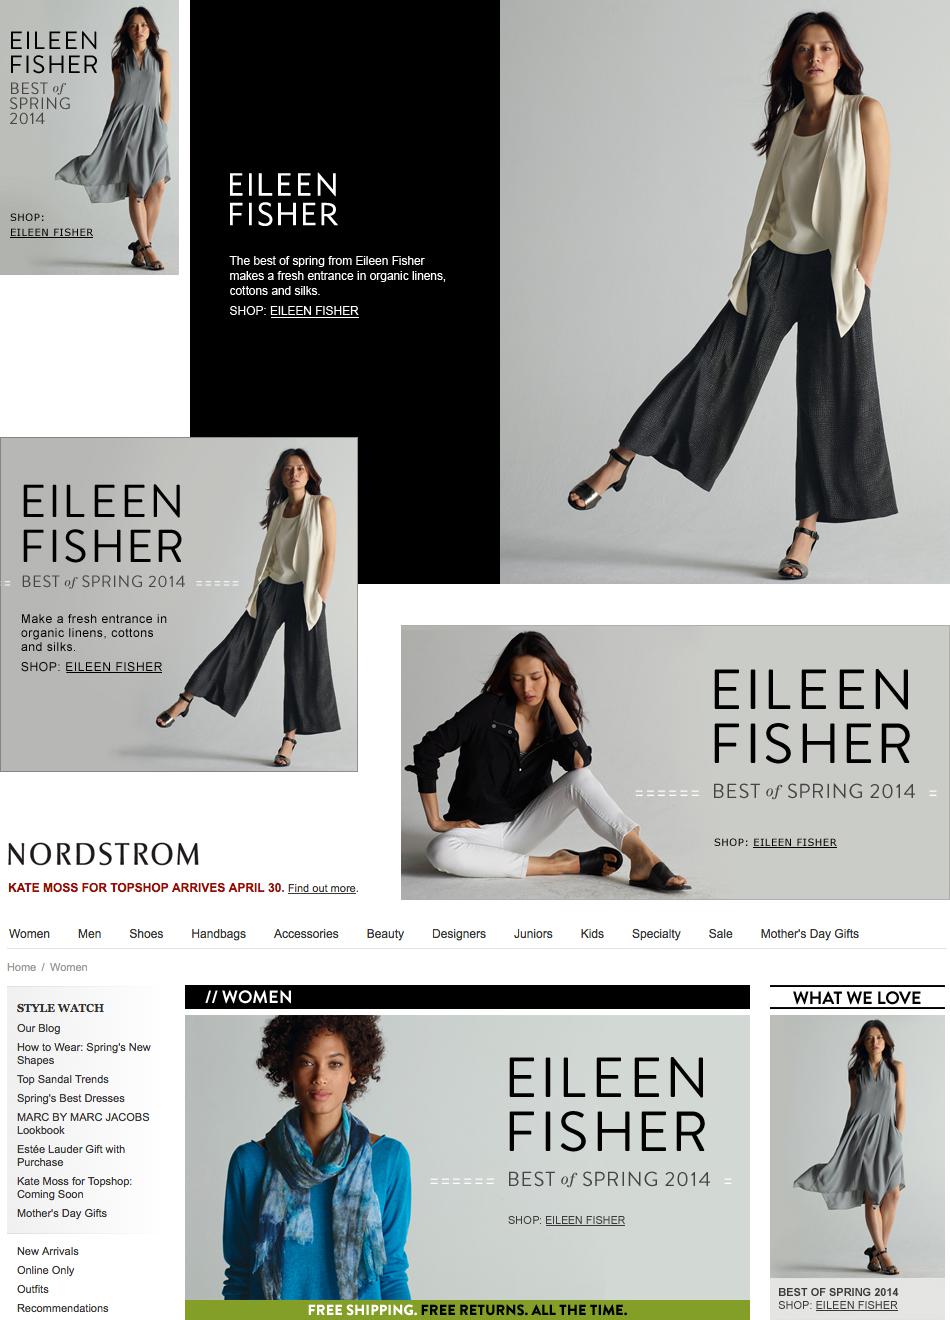 EILEEN
FISHER
BEST of
SPRING
2014
SHOP:
EILEEN FISHER
EILEEN
FISHER
The best of spring from Eileen Fisher
makes a fresh entrance in organic linens,
cottons and silks.
SHOP: EILEEN FISHER
EILEEN
FISHER
BEST of SPRING 2014
Make a fresh entrance in
organic linens, cottons
and silks.
SHOP: EILEEN FISHER
EILEEN
FISHER
BEST of SPRING 2014
SHOP: EILEEN FISHER
NORDSTROM
KATE MOSS FOR TOPSHOP ARRIVES APRIL 30. Find out more.
Women Men Shoes Handbags Accessories Beauty Designers Juniors Kids Specialty Sale Mother's Day Gifts
Home / Women
STYLE WATCH
Our Blog
How to Wear: Spring's New
Shapes
Top Sandal Trends
Spring's Best Dresses
MARC BY MARC JACOBS
Lookbook
Estée Lauder Gift with
Purchase
Kate Moss for Topshop:
Coming Soon
Mother's Day Gifts
New Arrivals
Online Only
Outfits
Recommendations
// WOMEN
EILEEN
FISHER
BEST of SPRING 2014
SHOP: EILEEN FISHER
FREE SHIPPING. FREE RETURNS. ALL THE TIME.
WHAT WE LOVE
BEST OF SPRING 2014
SHOP: EILEEN FISHER